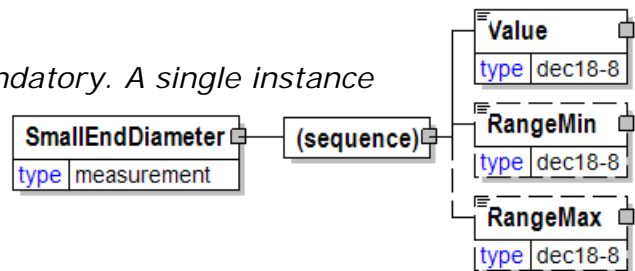 Value
type dec18-8
ndatory. A single instance
SmallEndDiameter
type measurement
(sequence)
RangeMin
type dec18-8
RangeMax
type dec18-8